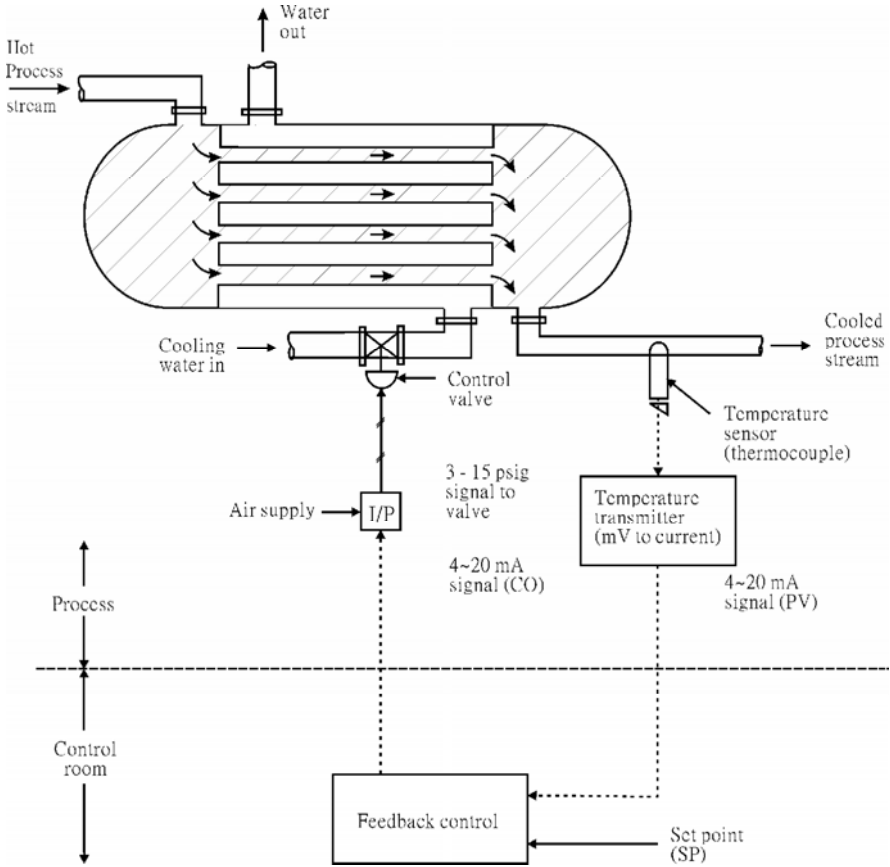 Water
out
Hot
Process
stream
Cooling
water in
Control
valve
Cooled
process
stream
Temperature
sensor
(thermocouple)
3 - 15 psig
signal to
valve
Air supply
I/P
Temperature
transmitter
(mV to current)
4~20 mA
signal (CO)
4~20 mA
signal (PV)
Process
Control
room
Feedback control
Set point
(SP)